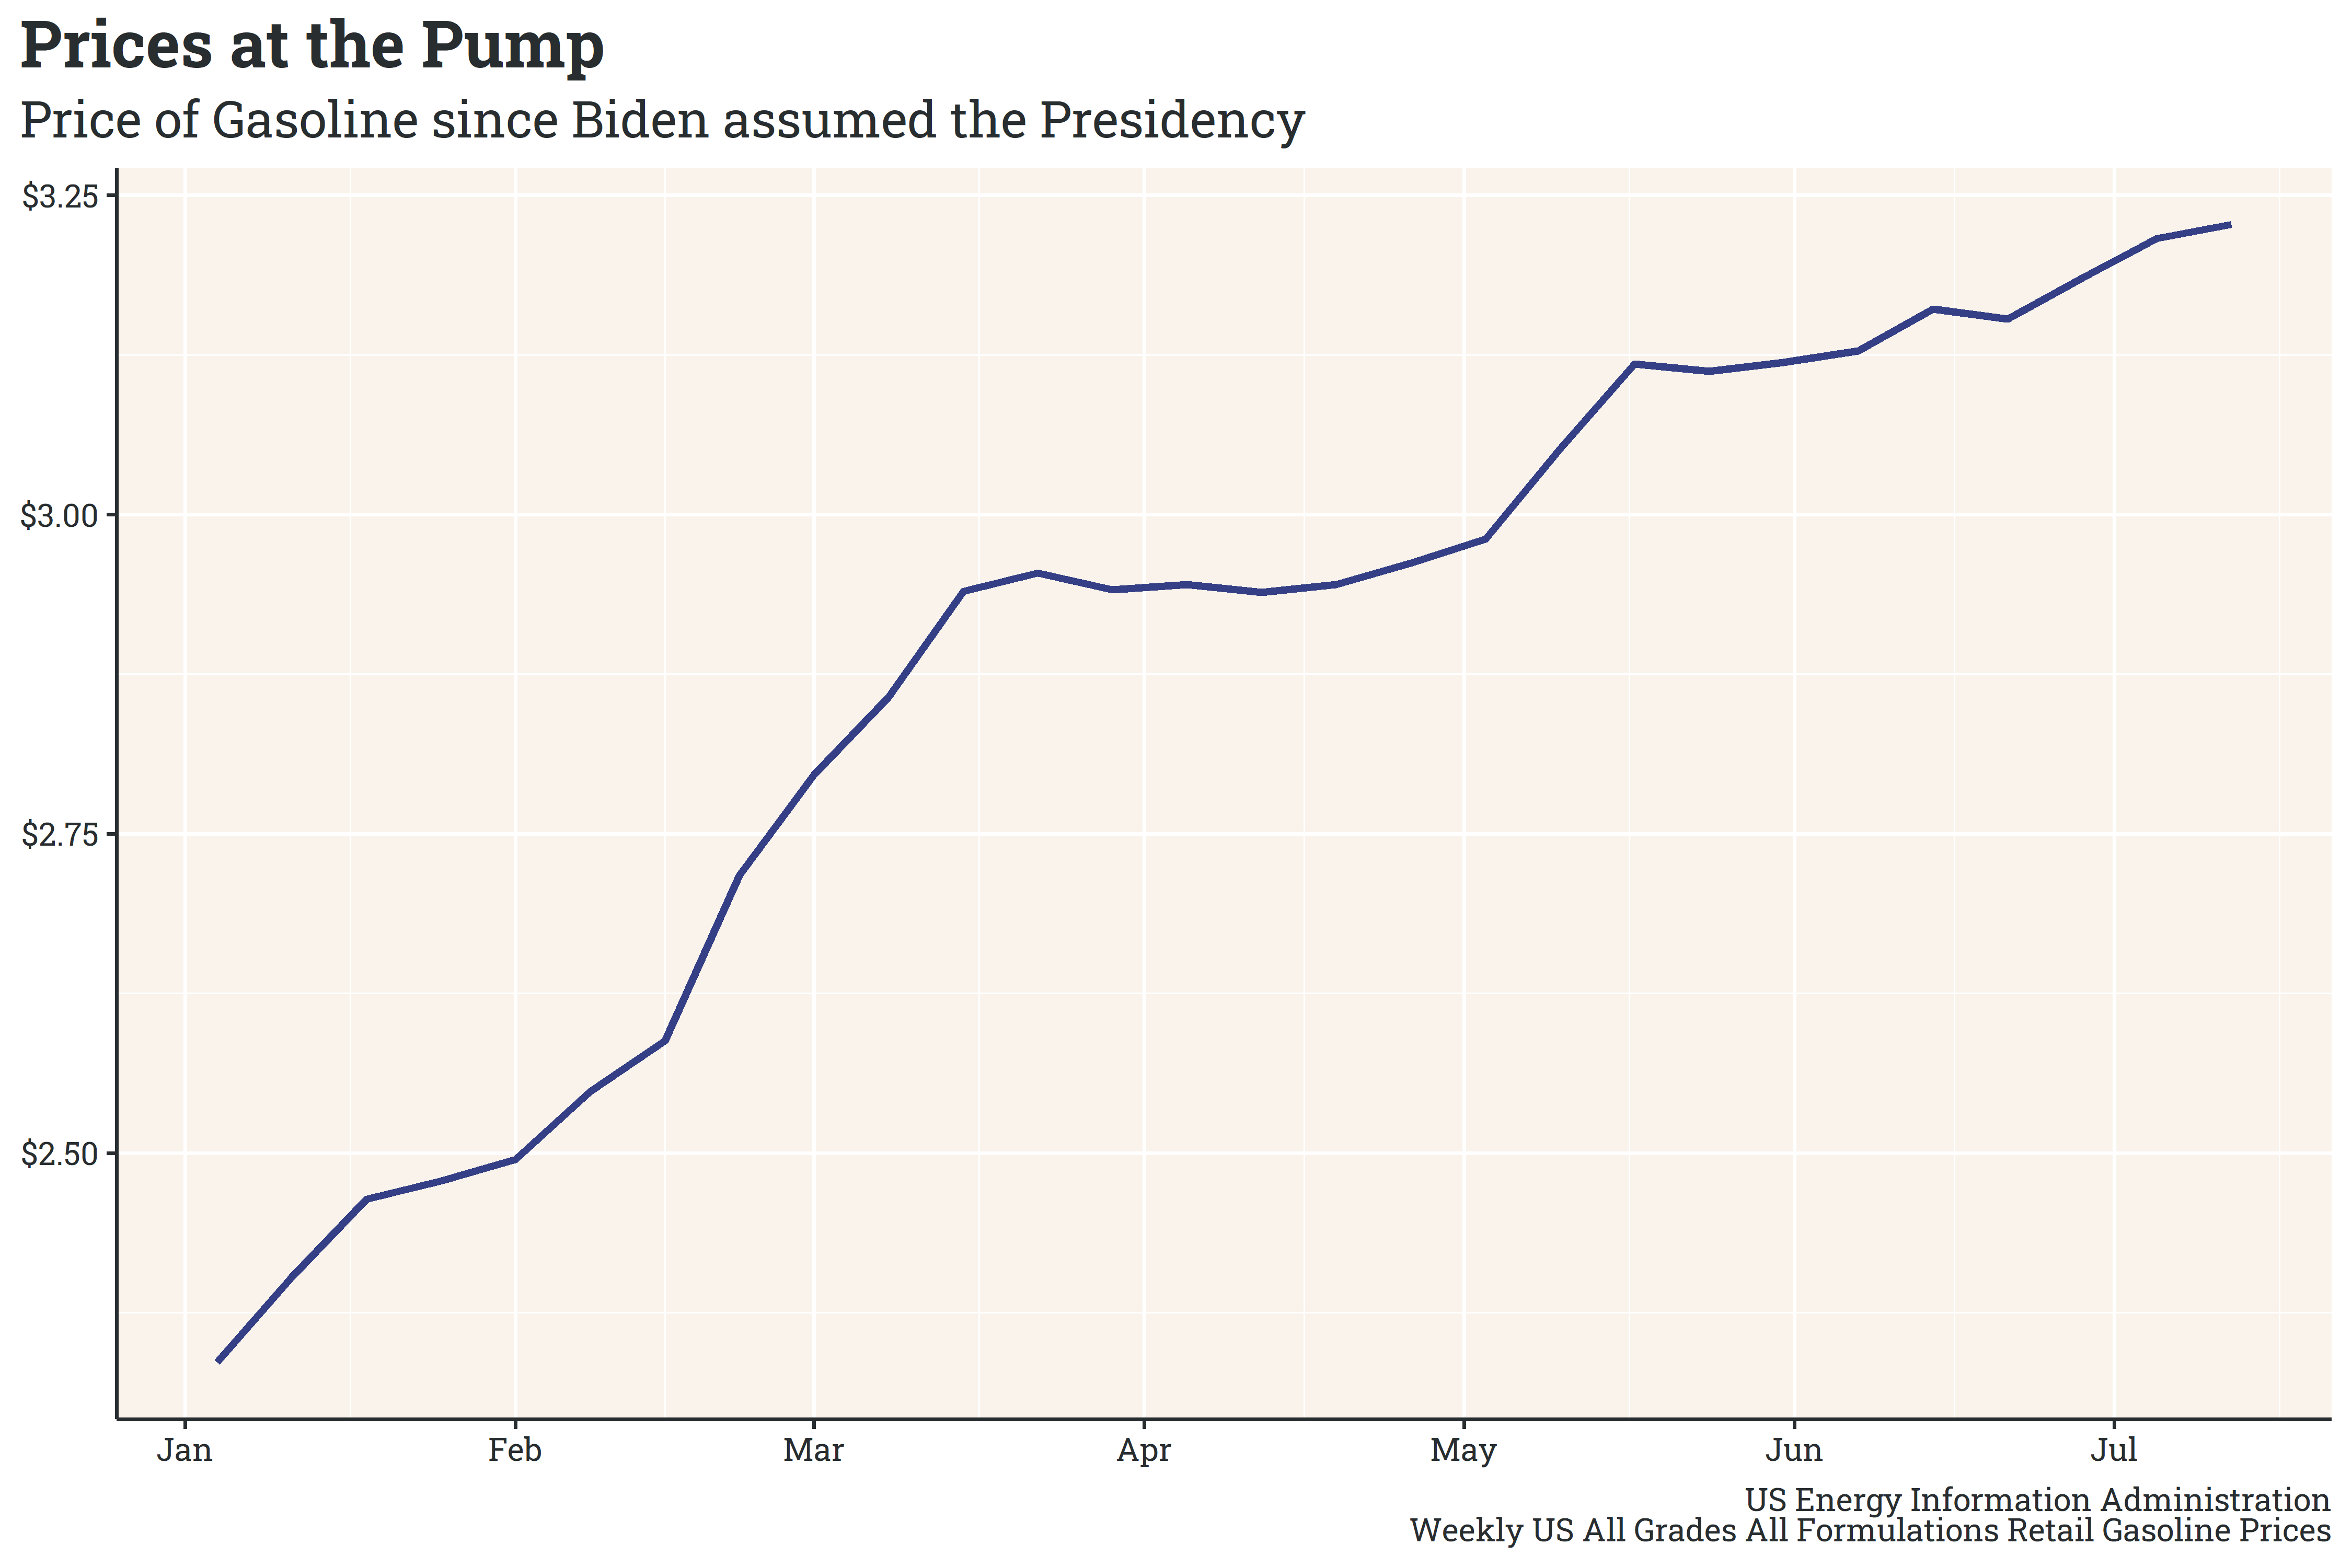 Prices at the Pump
Price of Gasoline since Biden assumed the Presidency
$3.25
$3.00
$2.75
$2.50
Jan Feb Mar Apr May Jun Jul
US Energy Information Administration
Weekly US All Grades All Formulations Retail Gasoline Prices